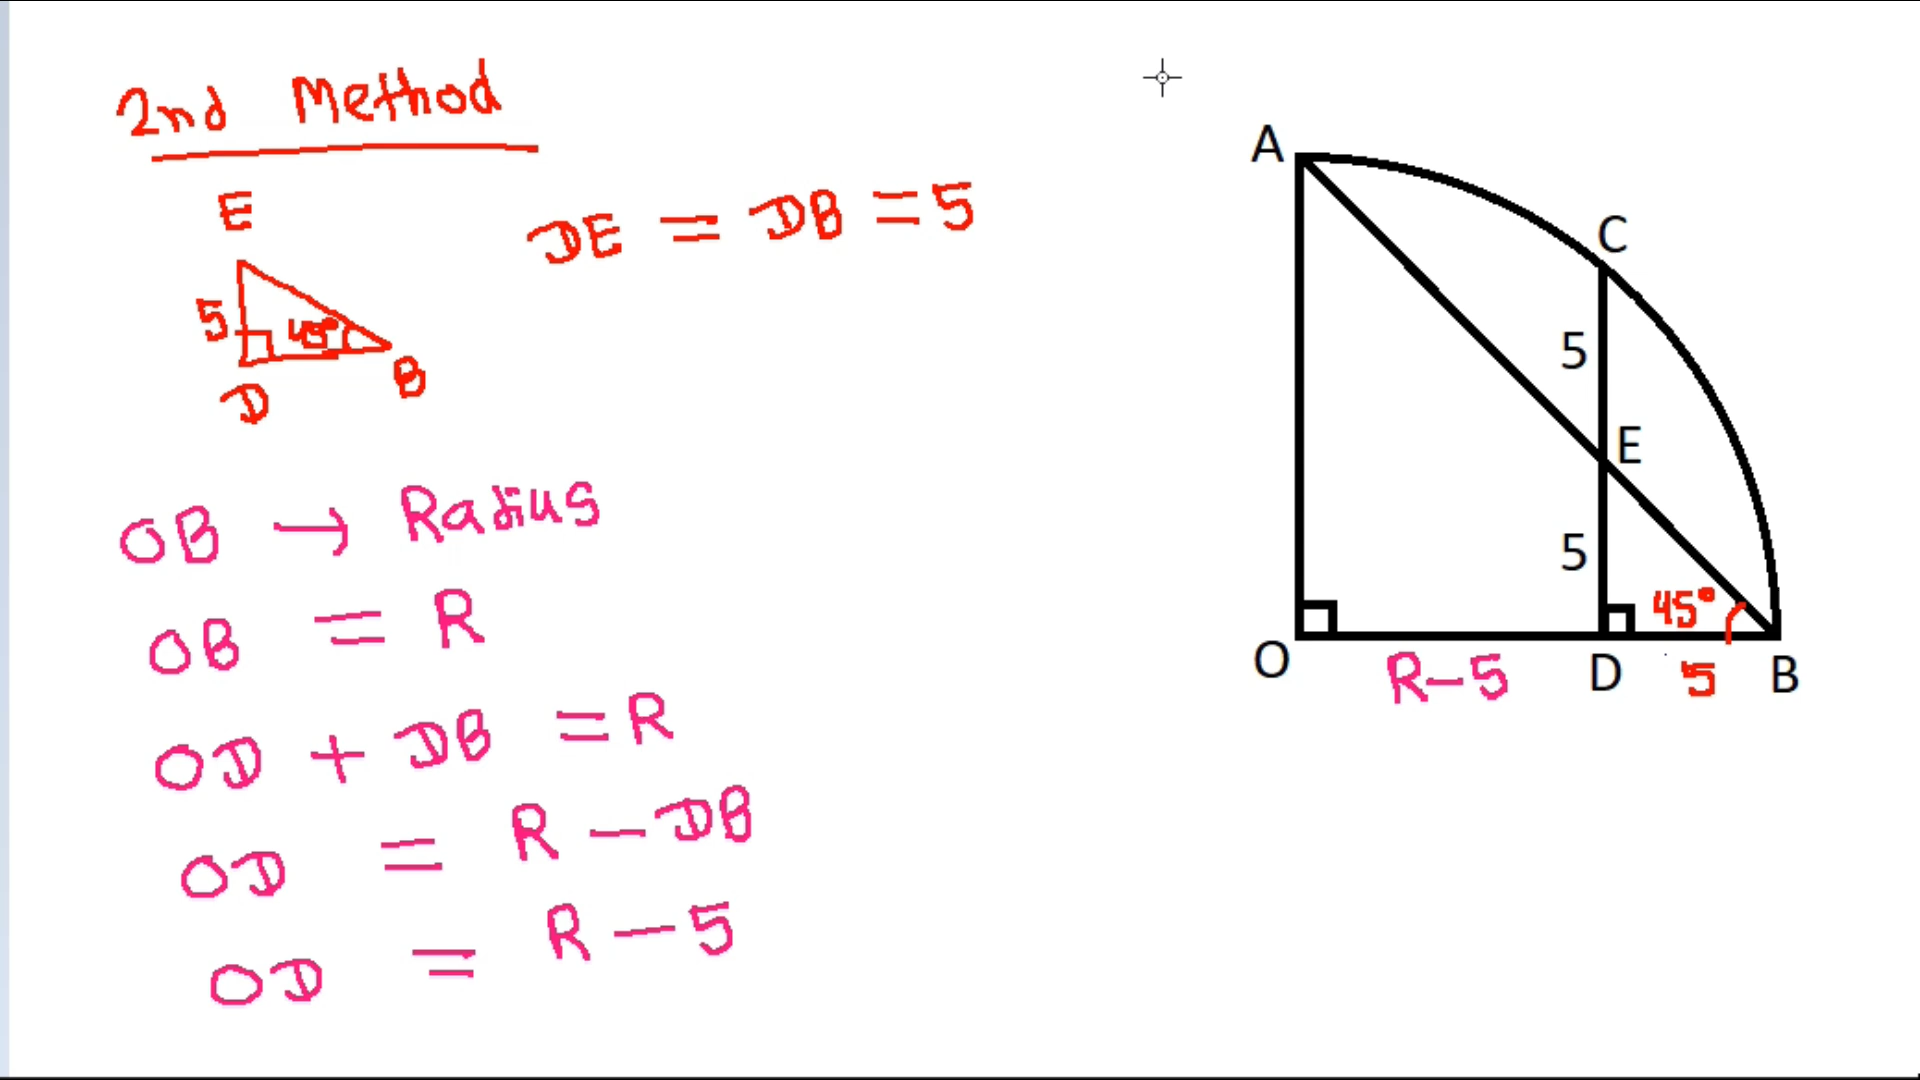 2nd Method
E
DE = DB = 5
5 45°
D B
OB → Radius
OB = R
OD + DB = R
OD = R - DB
OD = R - 5
A
C
5
E
5
45°
O R-5 D 5 B